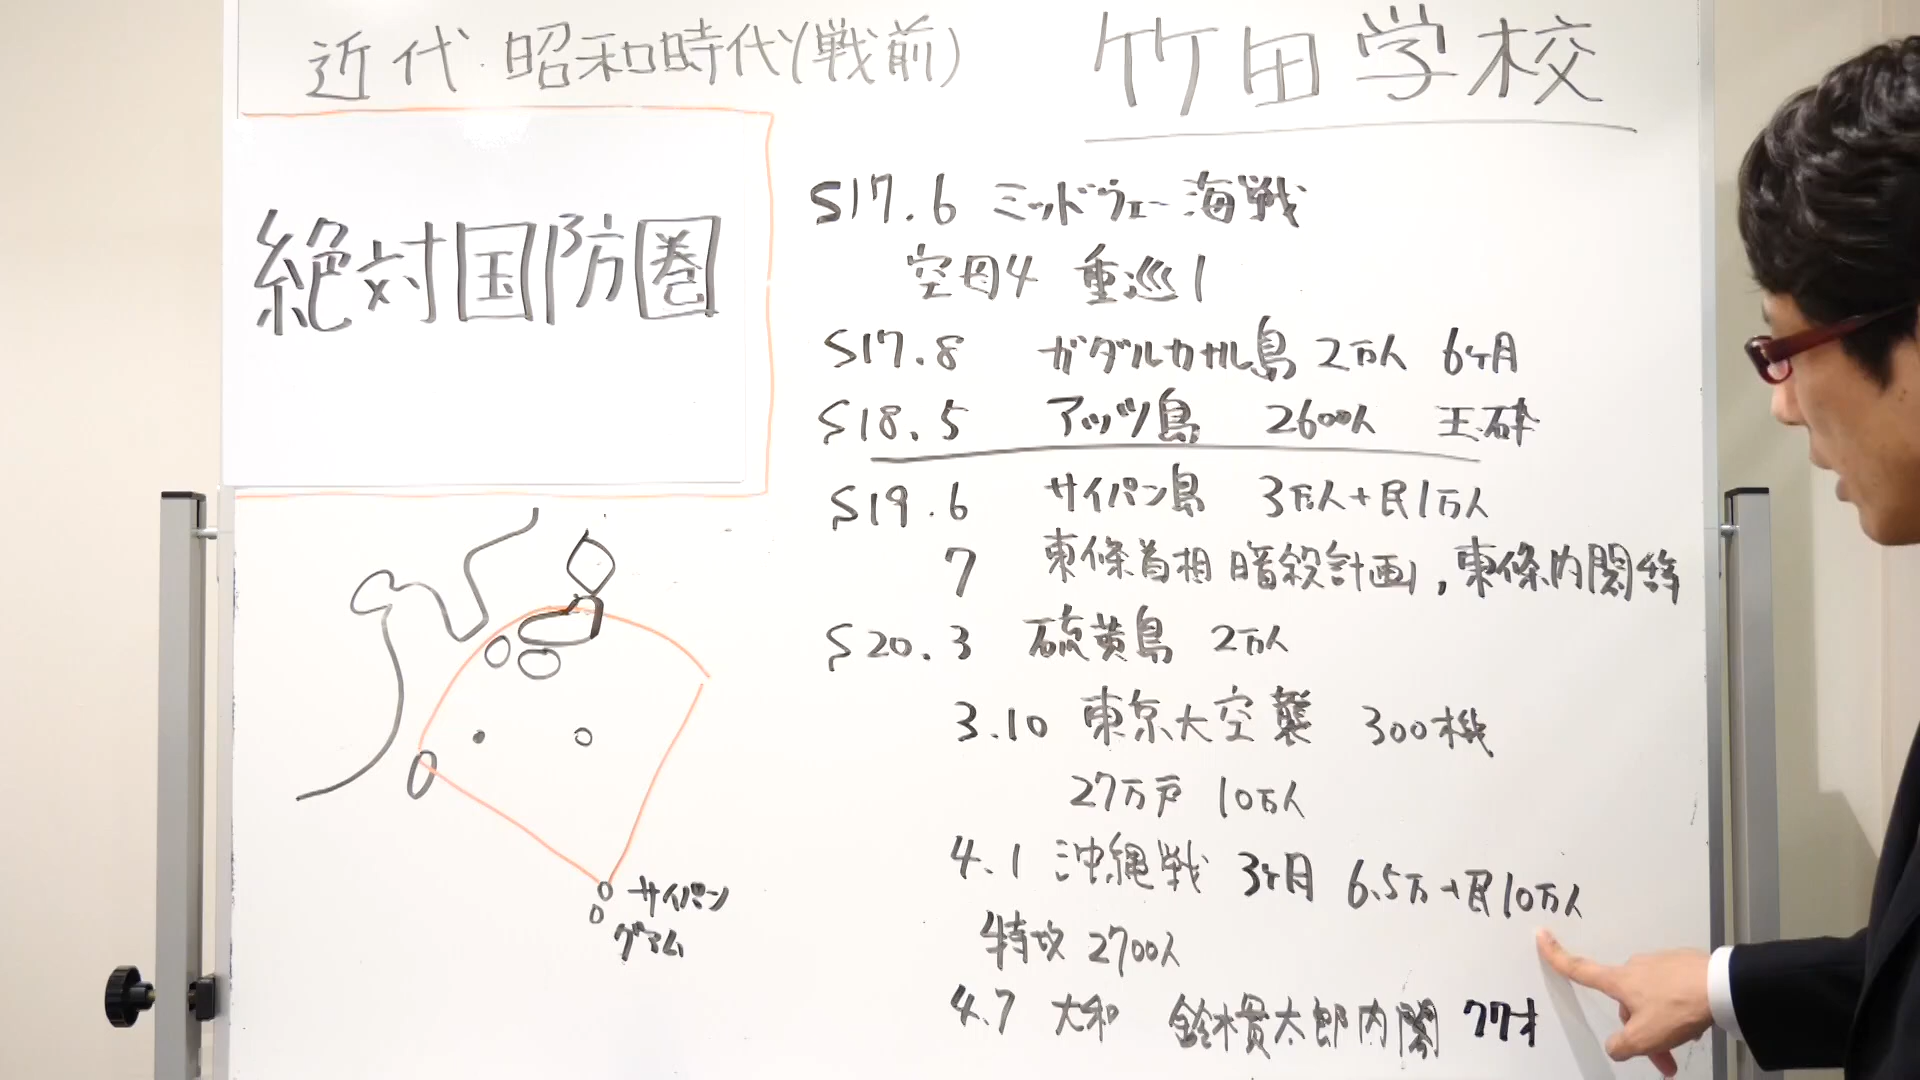 近代・昭和時代(戦前)
竹田学校
絶対国防圏
S17.6 ミッドウェー海戦
空母4 重巡1
S17.8 ガダルカナル島 2万人 6ヶ月
S18.5 アッツ島 2600人 玉砕
S19.6 サイパン島 3万人+民1万人
7 東條首相暗殺計画,東條内閣辞
S20.3 硫黄島 2万人
3.10 東京大空襲 300機
27万戸 10万人
4.1 沖縄戦 3ヶ月 6.5万+民10万人
特攻 2700人
4.7 大和 鈴木貫太郎内閣 77才
サイパン
グアム